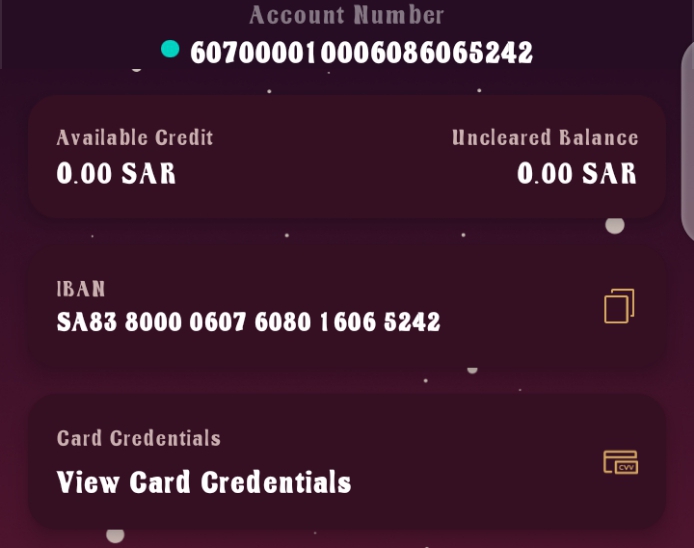 Account Number
607000010006086065242
Available Credit
Uncleared Balance
0.00 SAR
0.00 SAR
IBAN
SA83 8000 0607 6080 1606 5242
Card Credentials
View Card Credentials
CVV